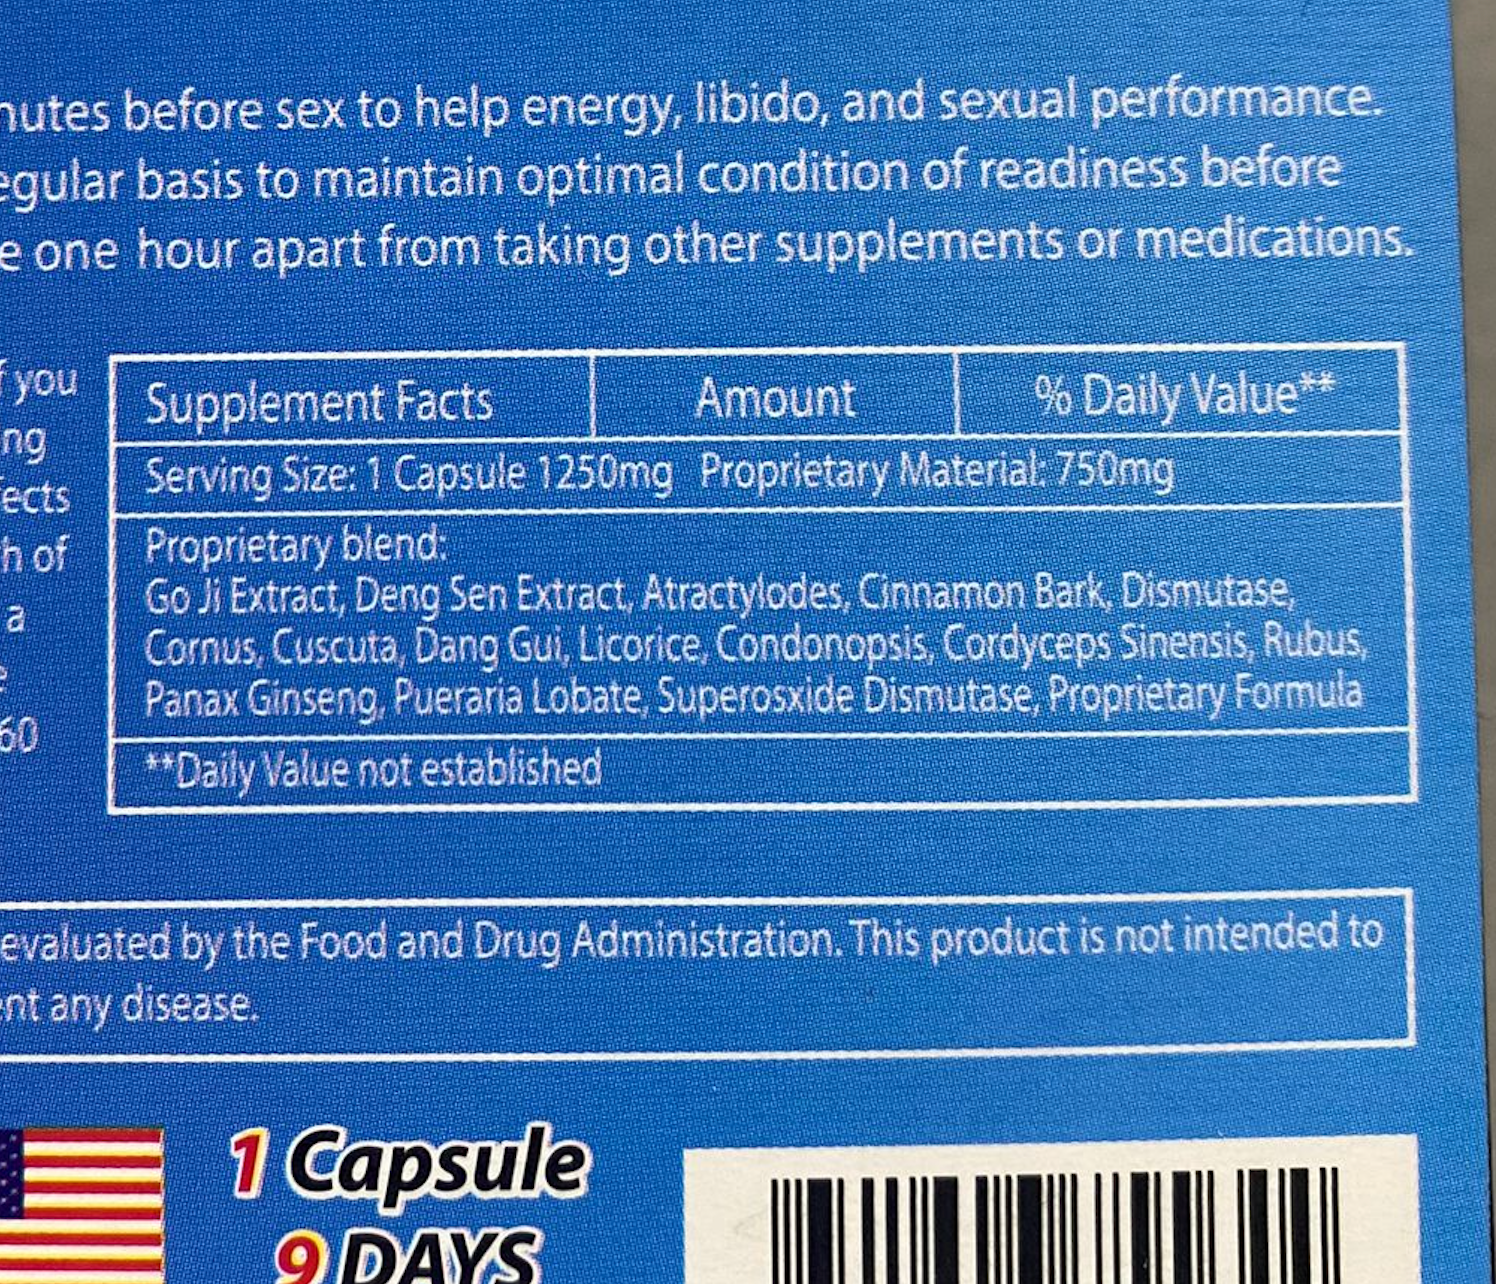 nutes before sex to help energy, libido, and sexual performance.
egular basis to maintain optimal condition of readiness before
e one hour apart from taking other supplements or medications.
f you
ng
fects
h of
a
60
Supplement Facts Amount % Daily Value**
Serving Size: 1 Capsule 1250mg Proprietary Material: 750mg
Proprietary blend:
Go Ji Extract, Deng Sen Extract, Atractylodes, Cinnamon Bark, Dismutase,
Cornus, Cuscuta, Dang Gui, Licorice, Condonopsis, Cordyceps Sinensis, Rubus,
Panax Ginseng, Pueraria Lobate, Superosxide Dismutase, Proprietary Formula
**Daily Value not established
evaluated by the Food and Drug Administration. This product is not intended to
ent any disease.
1 Capsule
9 DAYS